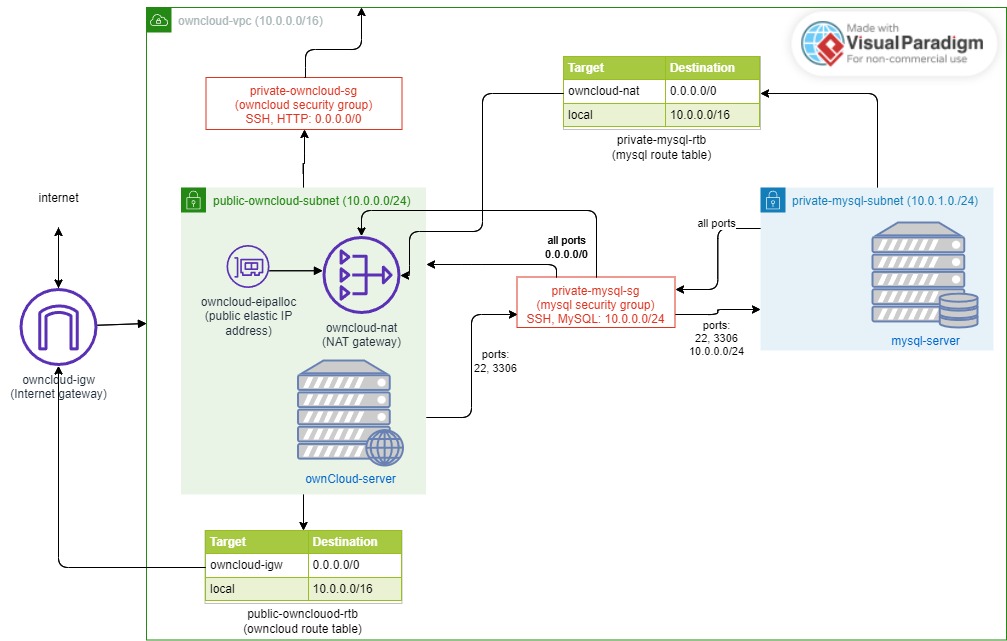 owncloud-vpc (10.0.0.0/16)
Made with
Visual Paradigm
For non-commercial use
private-owncloud-sg
(owncloud security group)
SSH, HTTP: 0.0.0.0/0
Target Destination
owncloud-nat 0.0.0.0/0
local 10.0.0.0/16
private-mysql-rtb
(mysql route table)
internet
public-owncloud-subnet (10.0.0.0/24)
private-mysql-subnet (10.0.1.0./24)
all ports
0.0.0.0/0
all ports
owncloud-eipalloc
(public elastic IP
address)
owncloud-nat
(NAT gateway)
private-mysql-sg
(mysql security group)
SSH, MySQL: 10.0.0.0/24
ports:
22, 3306
10.0.0.0/24
mysql-server
ports:
22, 3306
owncloud-igw
(Internet gateway)
ownCloud-server
Target Destination
owncloud-igw 0.0.0.0/0
local 10.0.0.0/16
public-ownclouod-rtb
(owncloud route table)